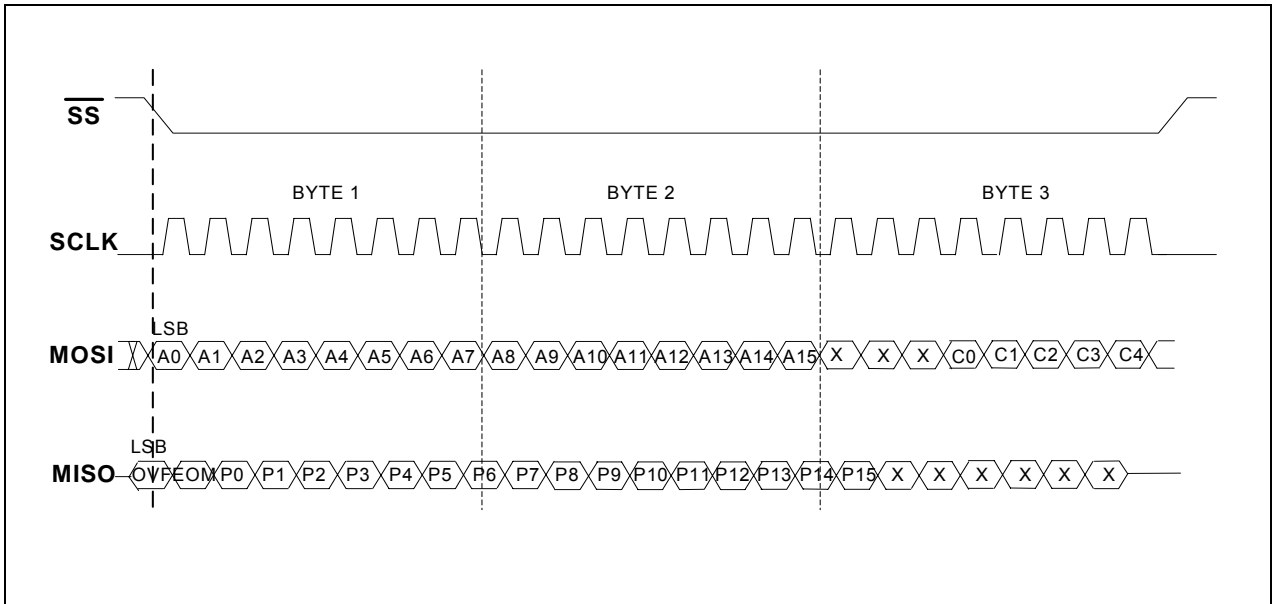 SS
BYTE 1 BYTE 2 BYTE 3
SCLK
LSB
MOSI A0 A1 A2 A3 A4 A5 A6 A7 A8 A9 A10 A11 A12 A13 A14 A15 X X X C0 C1 C2 C3 C4
LSB
MISO OVF EOM P0 P1 P2 P3 P4 P5 P6 P7 P8 P9 P10 P11 P12 P13 P14 P15 X X X X X X